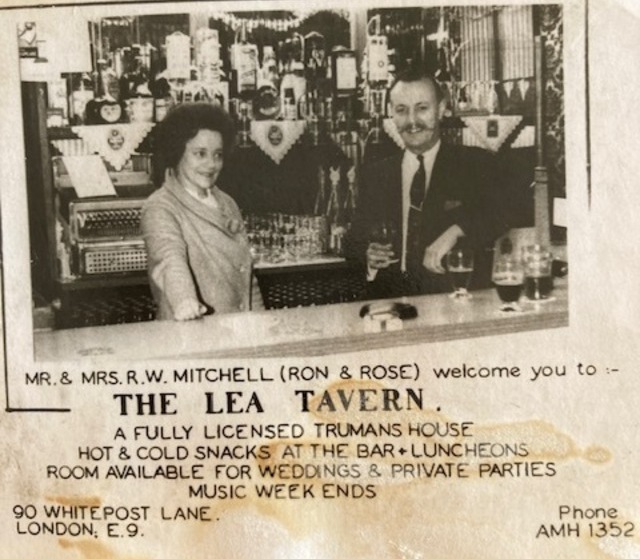 MR. & MRS. R.W. MITCHELL (RON & ROSE) welcome you to :-
THE LEA TAVERN.
A FULLY LICENSED TRUMANS HOUSE
HOT & COLD SNACKS AT THE BAR + LUNCHEONS
ROOM AVAILABLE FOR WEDDINGS & PRIVATE PARTIES
MUSIC WEEK ENDS
90 WHITEPOST LANE.
LONDON, E.9.
Phone
AMH 1352